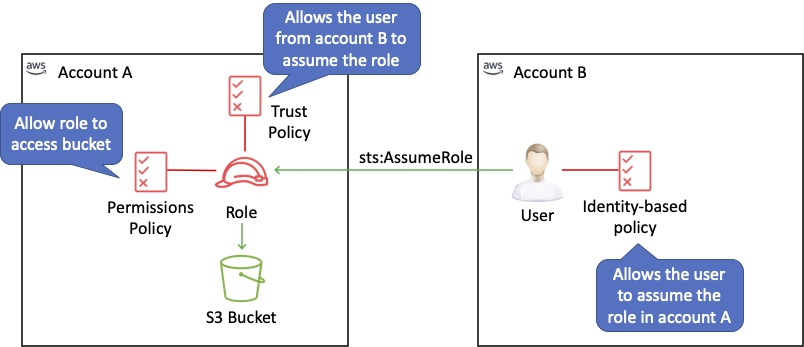 Allows the user
from account B to
assume the role
aws
Account A
Trust
Policy
Allow role to
access bucket
Permissions
Policy
Role
S3 Bucket
sts:AssumeRole
aws
Account B
User
Identity-based
policy
Allows the user
to assume the
role in account A